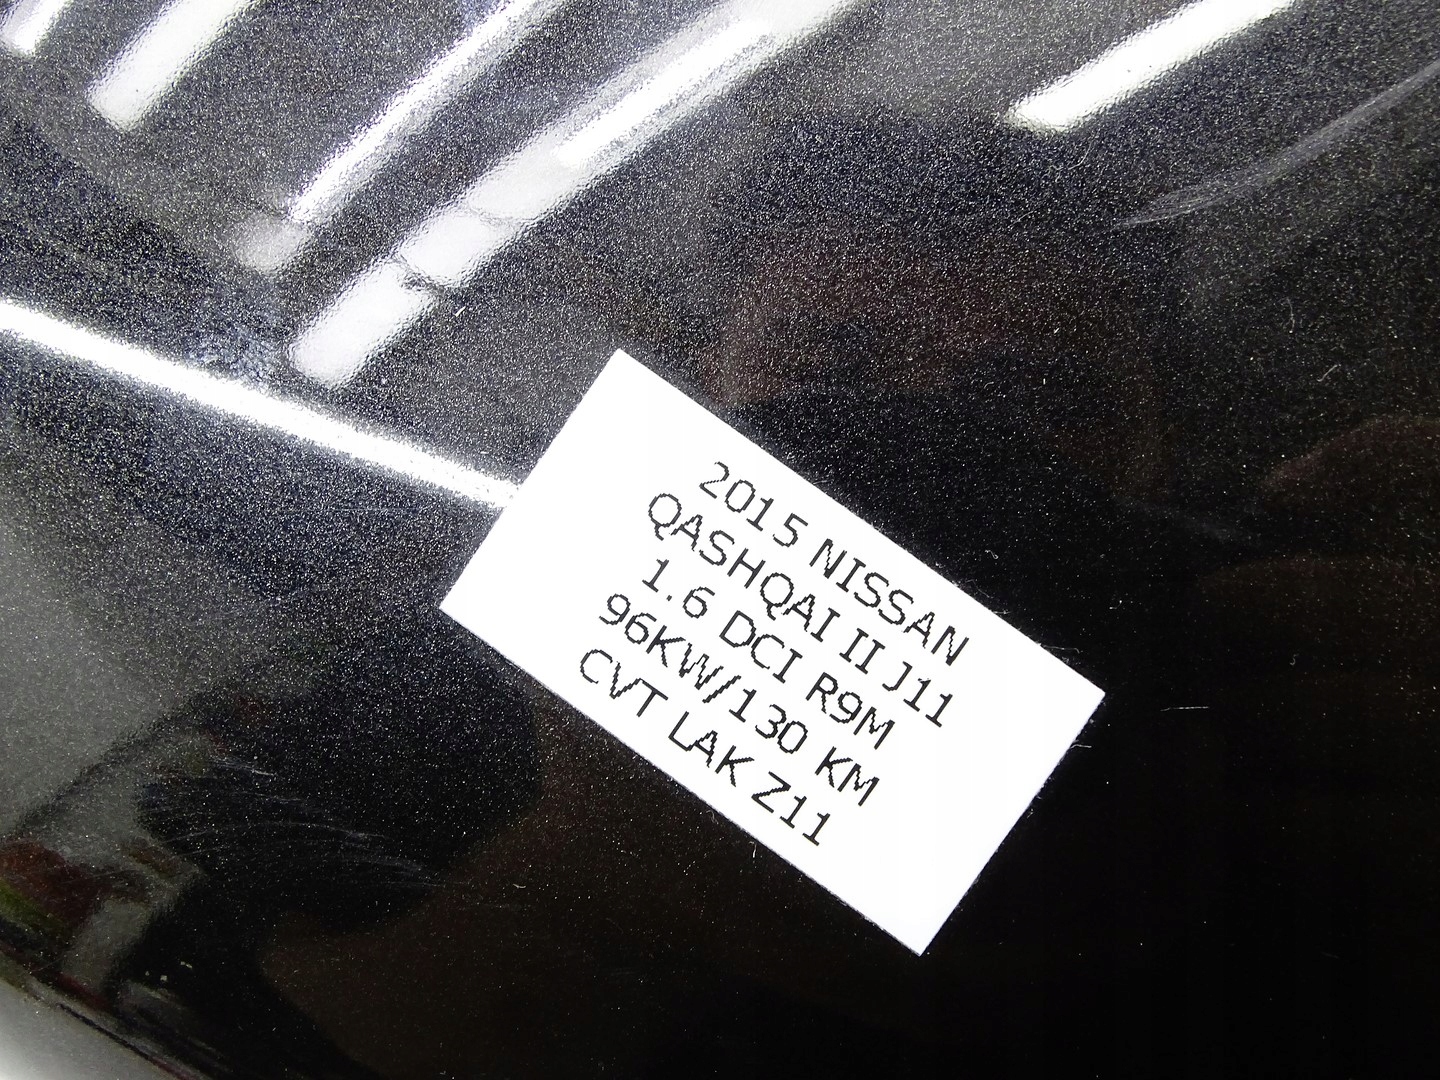 2015 NISSAN
QASHQAI II J11
1.6 DCI R9M
96KW/130 KM
CVT LAK Z11